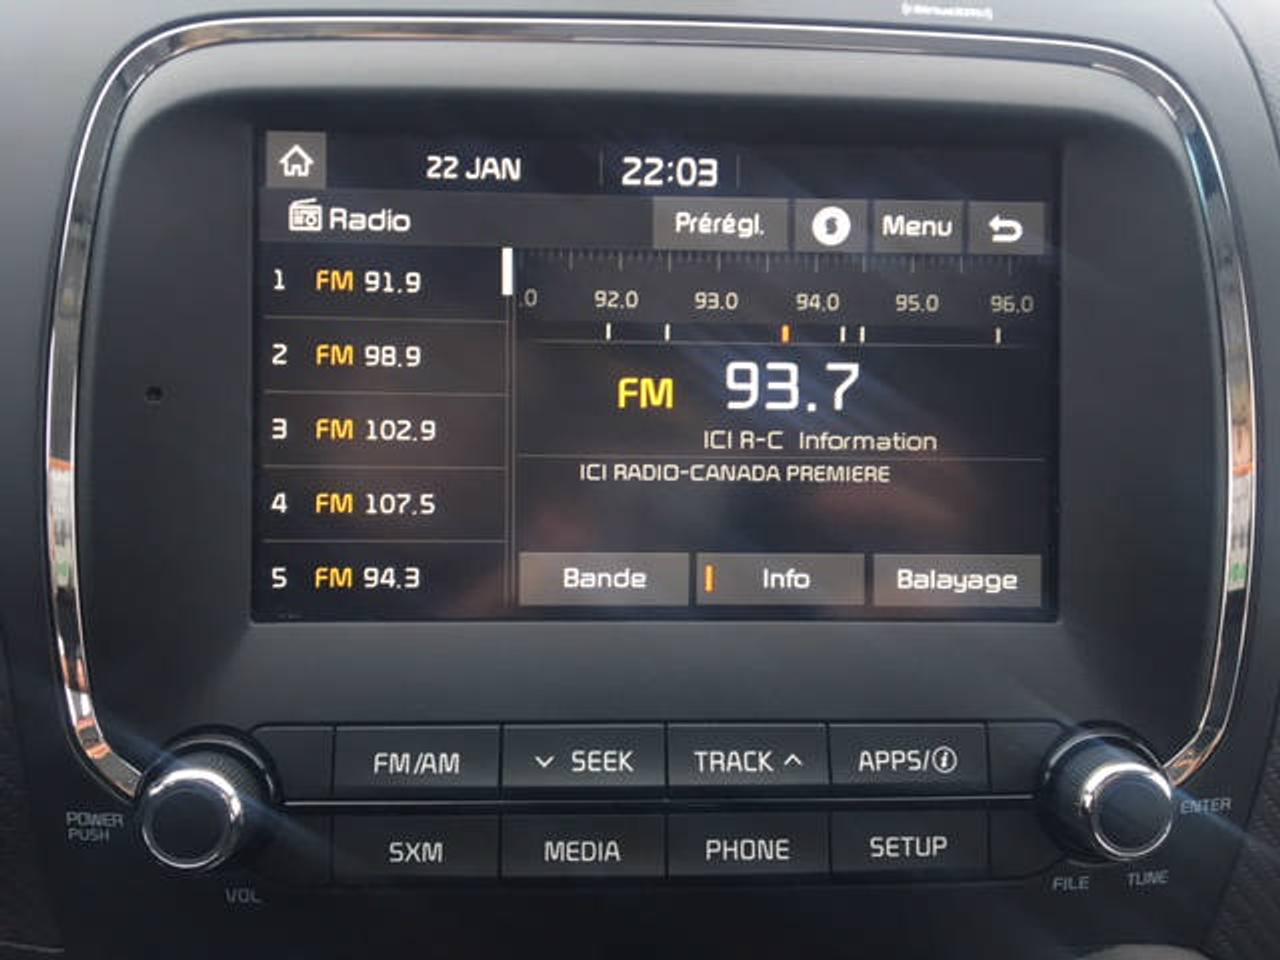 22 JAN 22:03
Radio Prérégl. Menu
1 FM 91.9
2 FM 98.9
3 FM 102.9
4 FM 107.5
5 FM 94.3
.0 92.0 93.0 94.0 95.0 96.0
FM 93.7
ICI R-C Information
ICI RADIO-CANADA PREMIERE
Bande Info Balayage
FM/AM SEEK TRACK APPS/i
SXM MEDIA PHONE SETUP
POWER
PUSH
VOL
ENTER
FILE TUNE